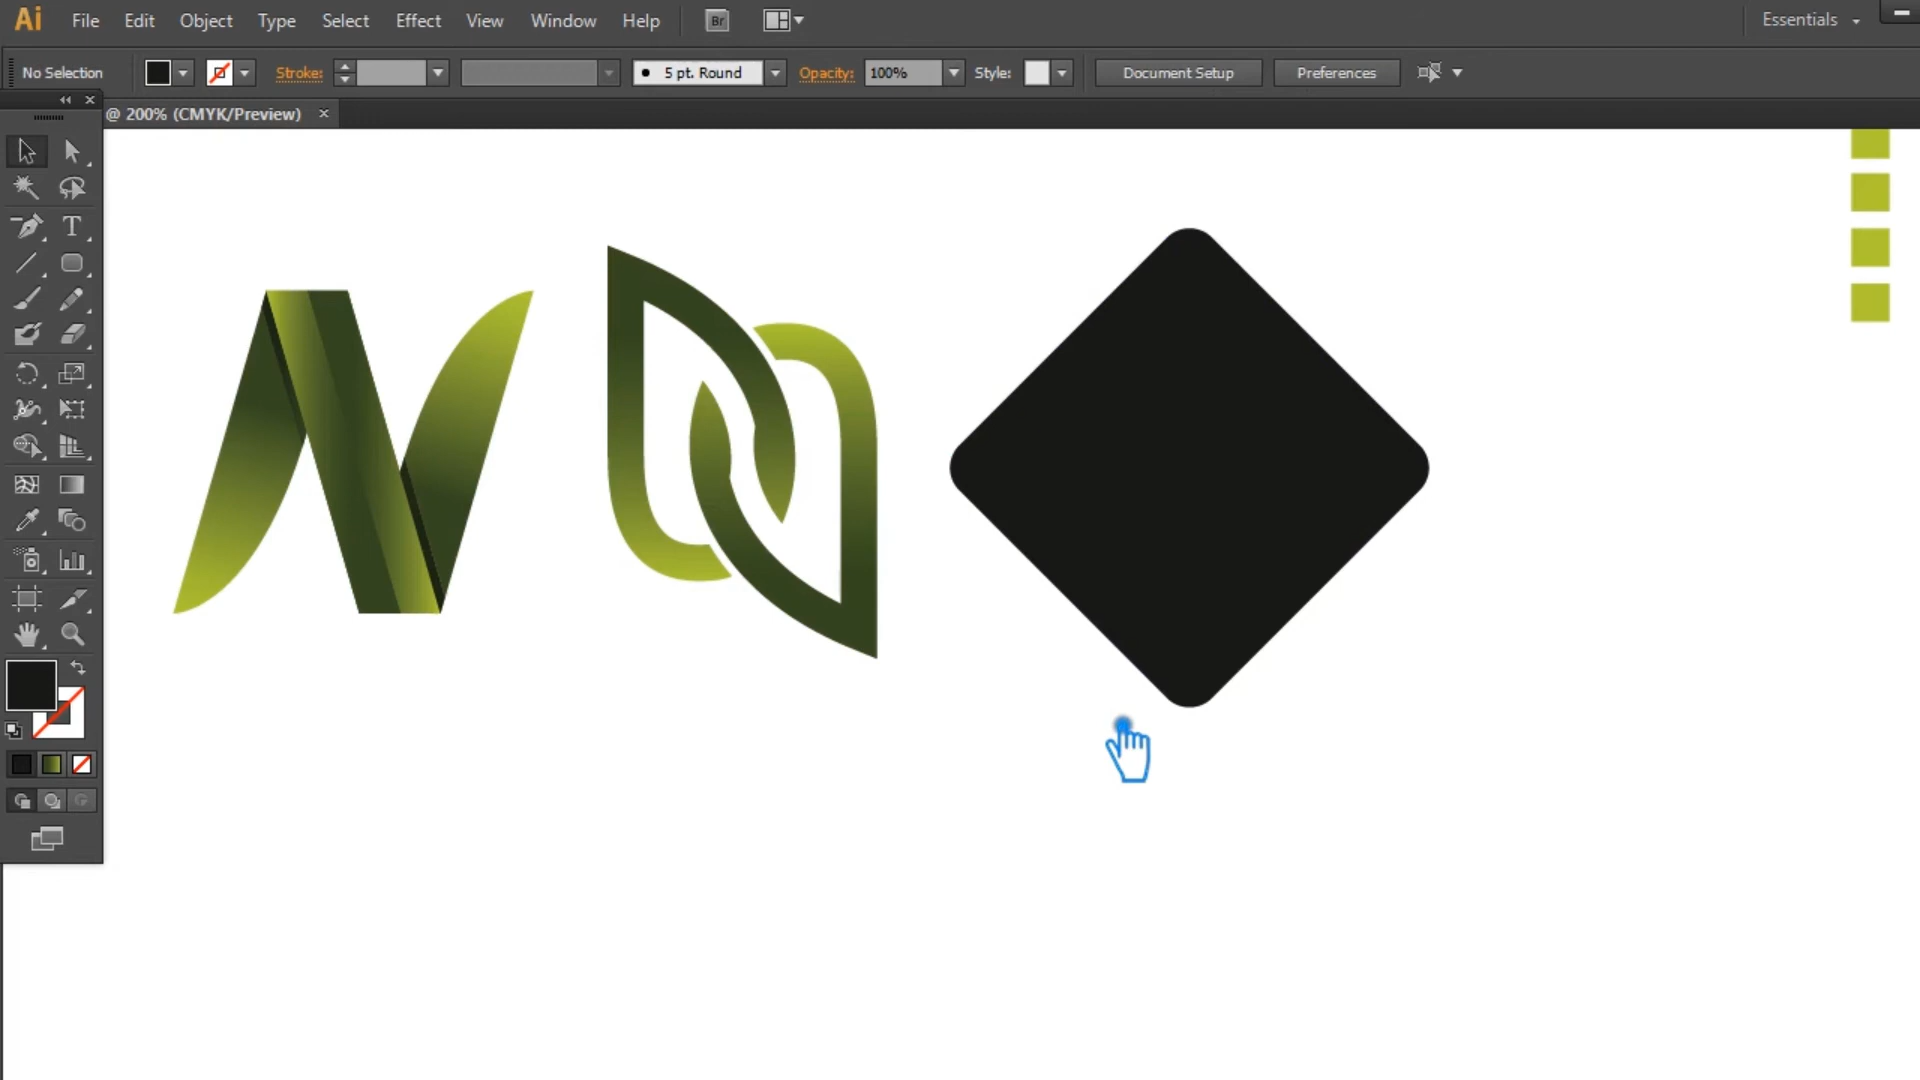 Ai File Edit Object Type Select Effect View Window Help Br Essentials
No Selection Stroke: 5 pt. Round Opacity: 100% Style: Document Setup Preferences
@ 200% (CMYK/Preview)
T